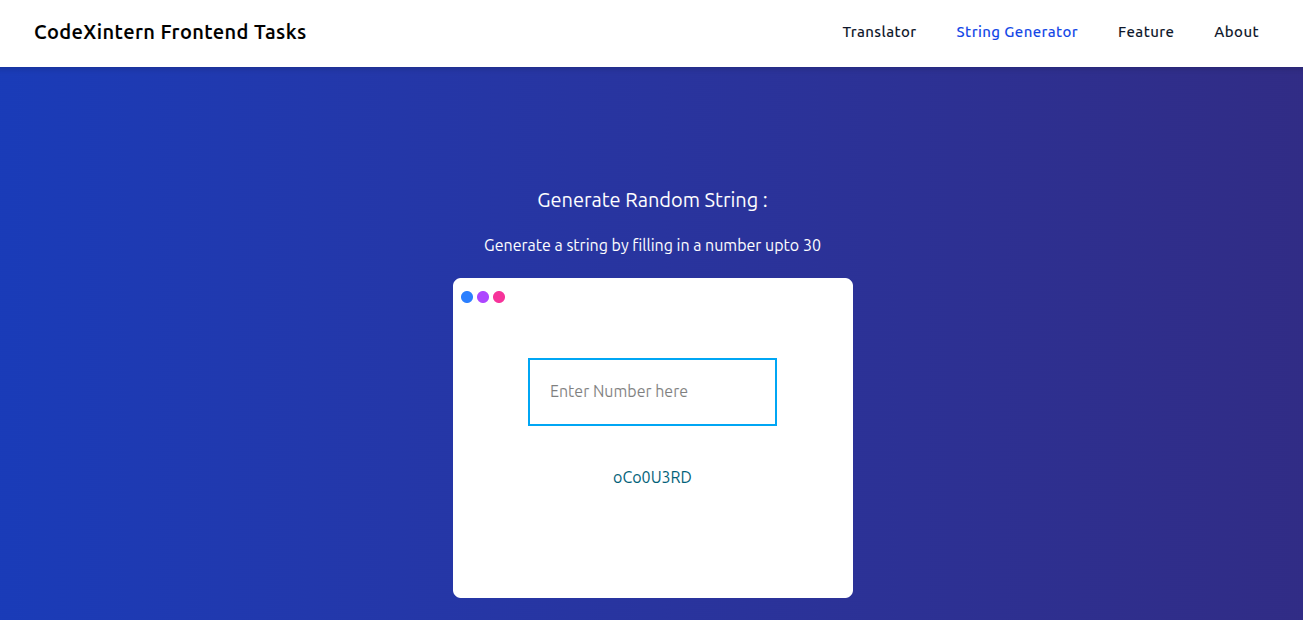 CodeXintern Frontend Tasks
Translator String Generator Feature About
Generate Random String :
Generate a string by filling in a number upto 30
Enter Number here
oCo0U3RD